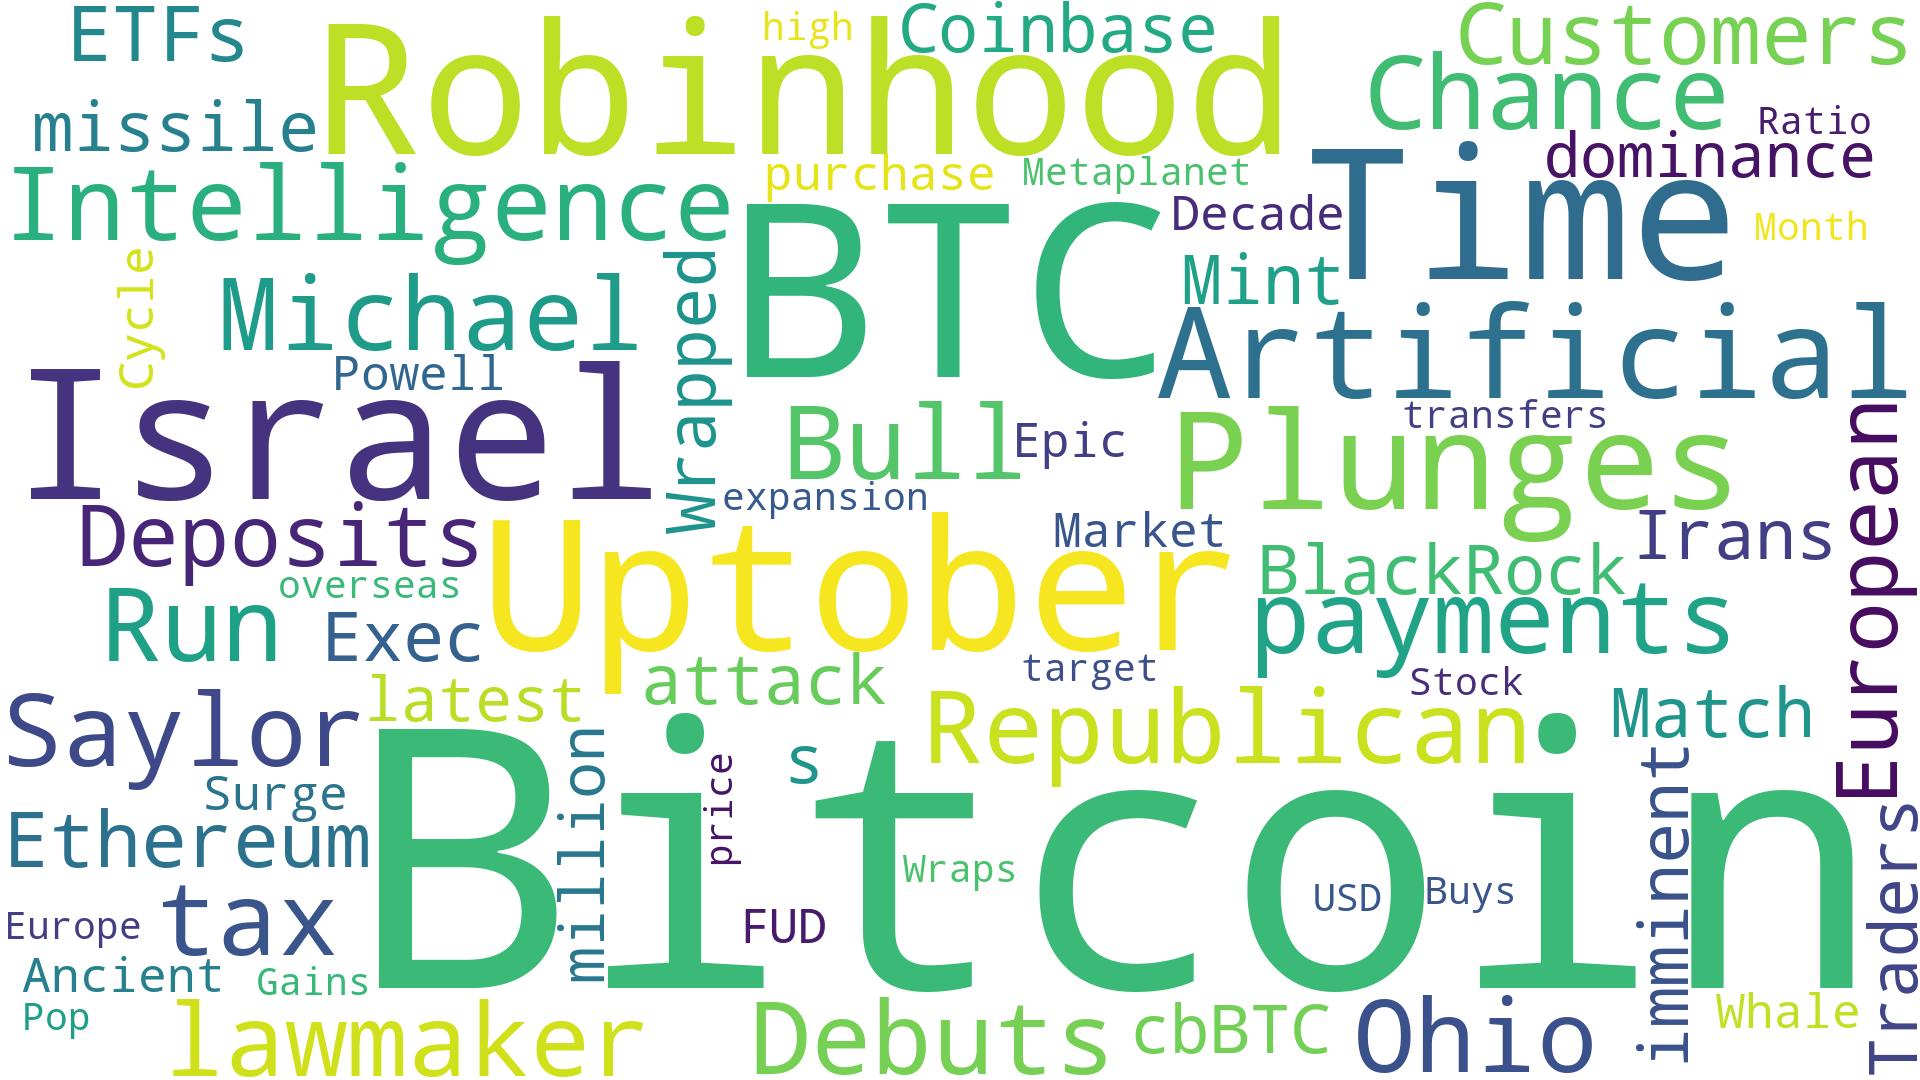 ETFs
Robinhood
high
Coinbase
Customers
Chance
Ratio
missile
dominance
Intelligence
purchase
Metaplanet
Time
Decade
Month
BTC
Wrapped
Cycle
Michael
Mint
Artificial
Powell
Israel
Bull
Epic
transfers
Plunges
European
expansion
Deposits
Market
Irans
Uptober
BlackRock
overseas
Run
Exec
payments
attack
target
Stock
latest
Saylor
Republican
Match
Bitcoin
million
price
s
imminent
Surge
Ethereum
Traders
Wraps
USD
Buys
tax
Europe
FUD
Ancient
Gains
Pop
lawmaker
Debuts
cbBTC
Ohio
Whale